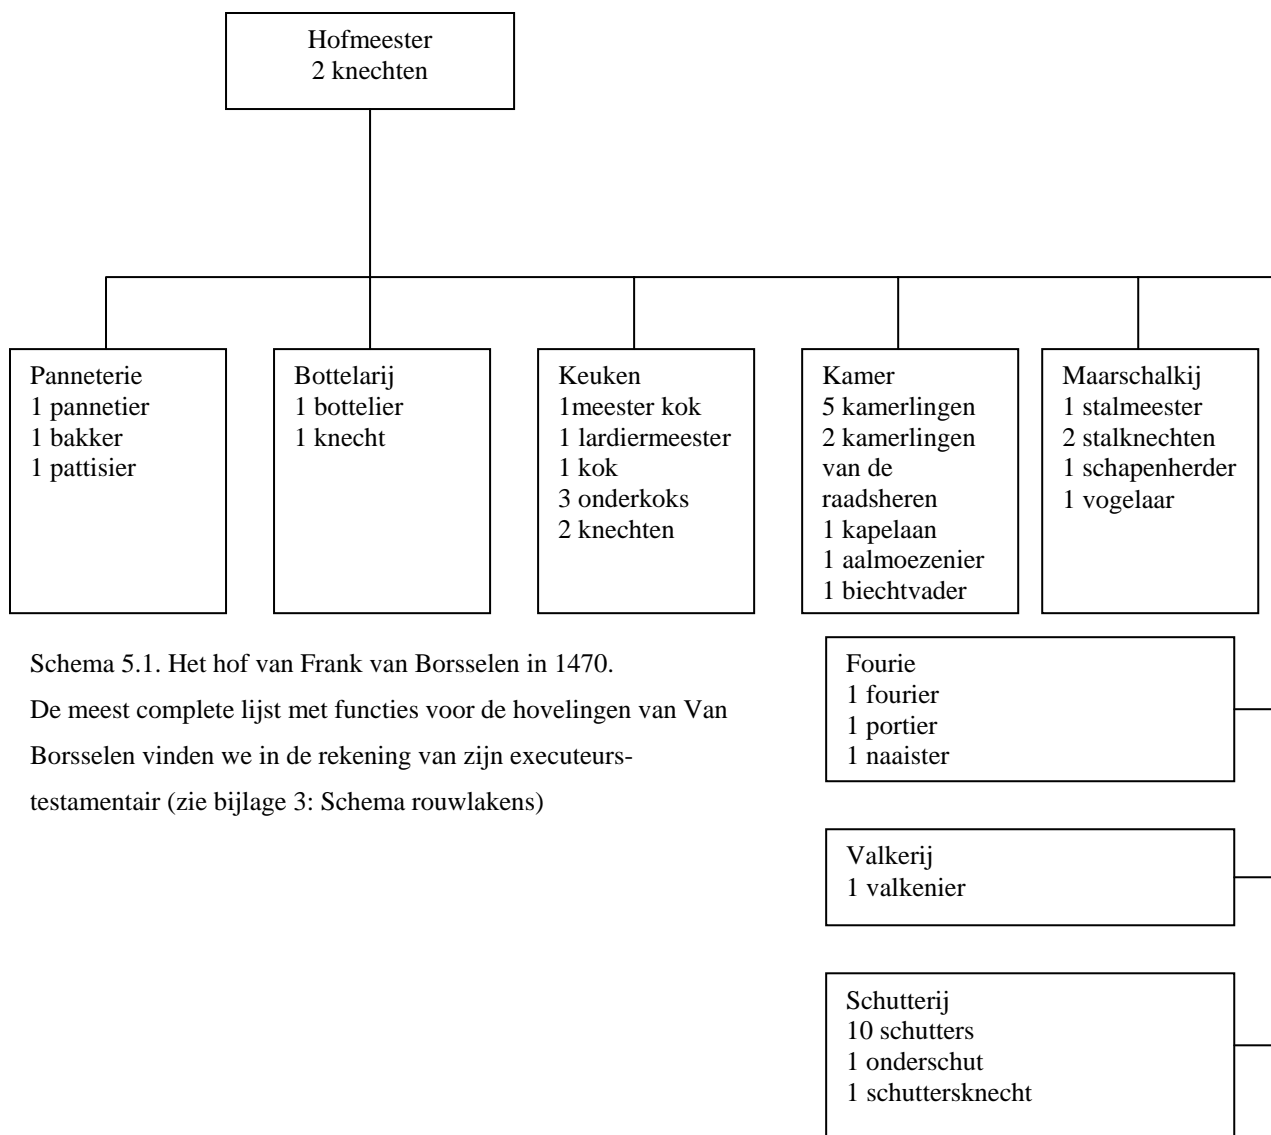 Hofmeester
2 knechten
Panneterie
1 pannetier
1 bakker
1 pattisier
Bottelarij
1 bottelier
1 knecht
Keuken
1meester kok
1 lardiermeester
1 kok
3 onderkoks
2 knechten
Kamer
5 kamerlingen
2 kamerlingen
van de
raadsheren
1 kapelaan
1 aalmoezenier
1 biechtvader
Maarschalkij
1 stalmeester
2 stalknechten
1 schapenherder
1 vogelaar
Schema 5.1. Het hof van Frank van Borsselen in 1470.
De meest complete lijst met functies voor de hovelingen van Van
Borsselen vinden we in de rekening van zijn executeurs-
testamentair (zie bijlage 3: Schema rouwlakens)
Fourie
1 fourier
1 portier
1 naaister
Valkerij
1 valkenier
Schutterij
10 schutters
1 onderschut
1 schuttersknecht